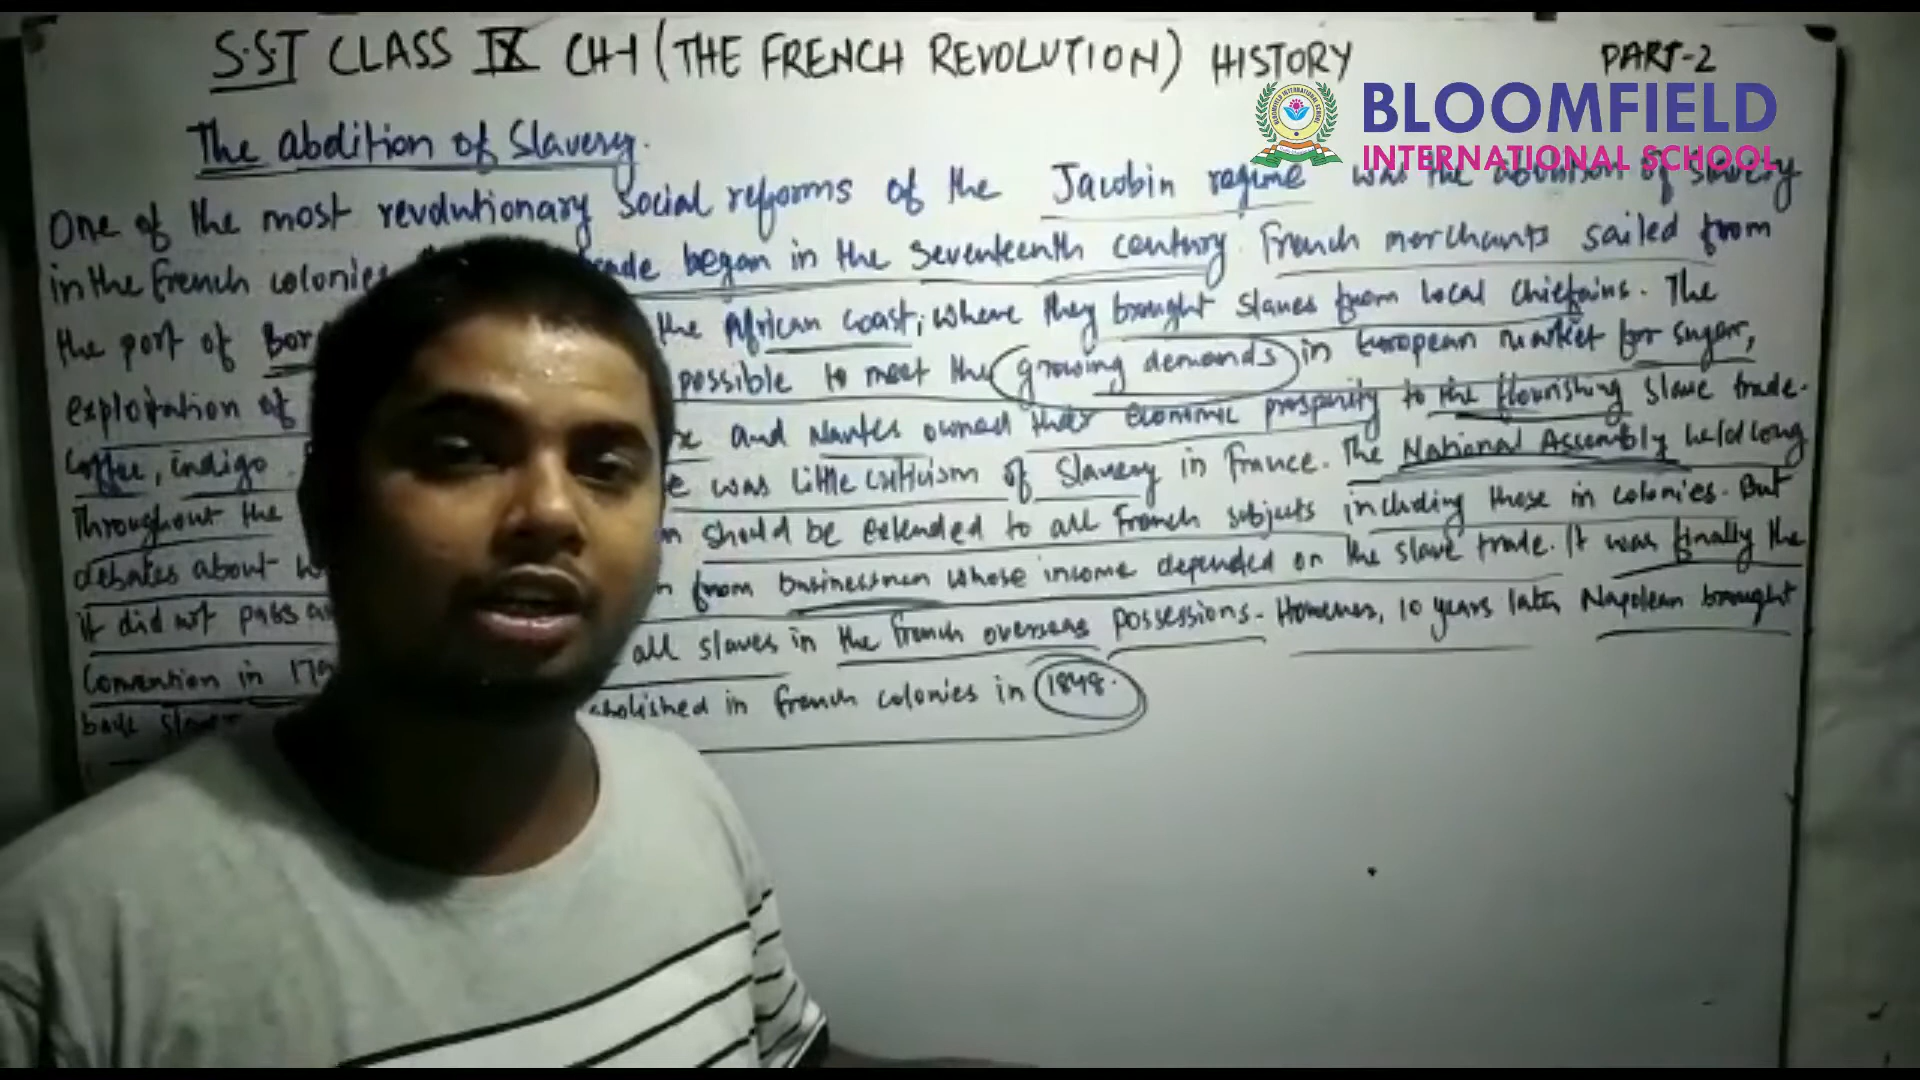 S.S.T CLASS IX CH-1 (THE FRENCH REVOLUTION) HISTORY PART-2
BLOOMFIELD
INTERNATIONAL SCHOOL
The abolition of Slavery.
One of the most revolutionary social reforms of the Jacobin regime was the abolition of slavery
in the French colonies began in the seventeenth century. French merchants sailed from
the port of the African coast, where they brought slaves from local chieftains. The
exploitation of possible to meet the growing demands in European market for sugar,
coffee, indigo and Nantes owned their economic prosperity to the flourishing slave trade.
Throughout the was little criticism of slavery in France. The National Assembly held long
debates about should be extended to all French subjects including those in colonies. But
it did not pass from businessmen whose income depended on the slave trade. It was finally the
Convention in all slaves in the French overseas possessions. However, 10 years later Napolean brought
back in French colonies in 1848.